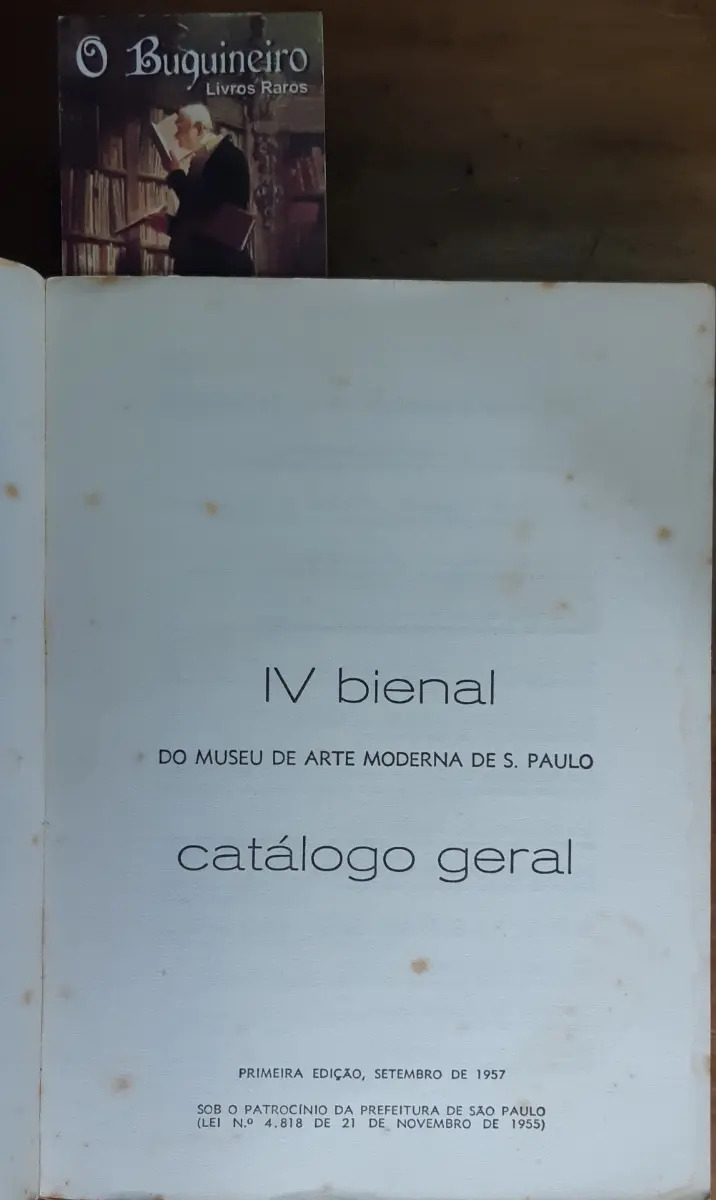 O Buquineiro
Livros Raros
IV bienal
DO MUSEU DE ARTE MODERNA DE S. PAULO
catálogo geral
PRIMEIRA EDIÇÃO, SETEMBRO DE 1957
SOB O PATROCÍNIO DA PREFEITURA DE SÃO PAULO
(LEI N.º 4.818 DE 21 DE NOVEMBRO DE 1955)